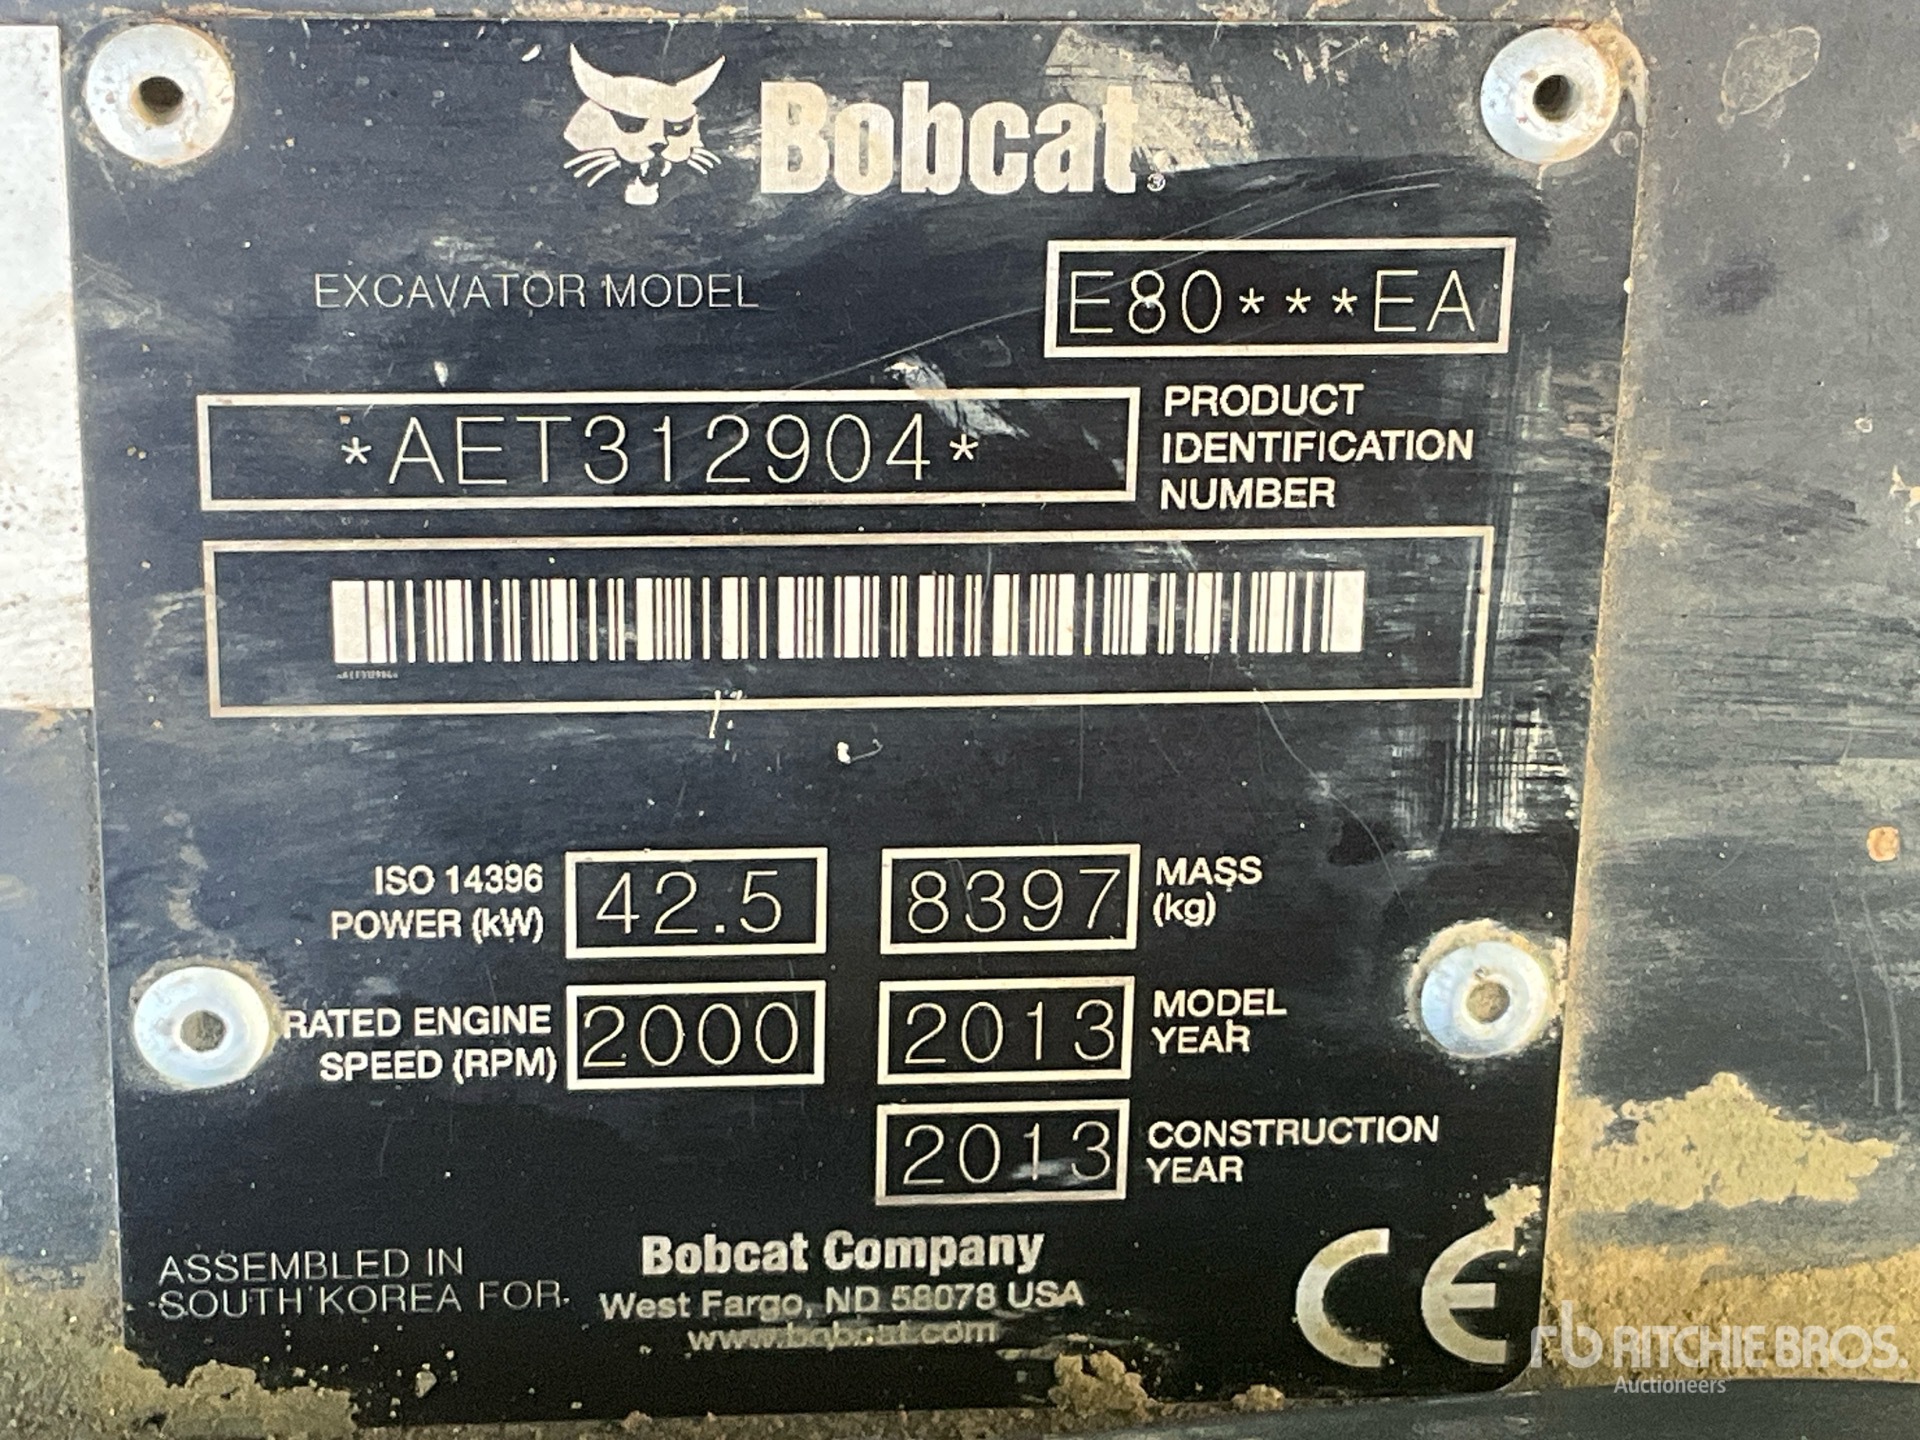 Bobcat®
EXCAVATOR MODEL
E80***EA
*AET312904*
PRODUCT
IDENTIFICATION
NUMBER
*AET312904*
ISO 14396
POWER (kW)
42.5
8397
MASS
(kg)
RATED ENGINE
SPEED (RPM)
2000
2013
MODEL
YEAR
2013
CONSTRUCTION
YEAR
ASSEMBLED IN
SOUTH KOREA FOR
Bobcat Company
West Fargo, ND 58078 USA
www.bobcat.com
CE
rb RITCHIE BROS.
Auctioneers